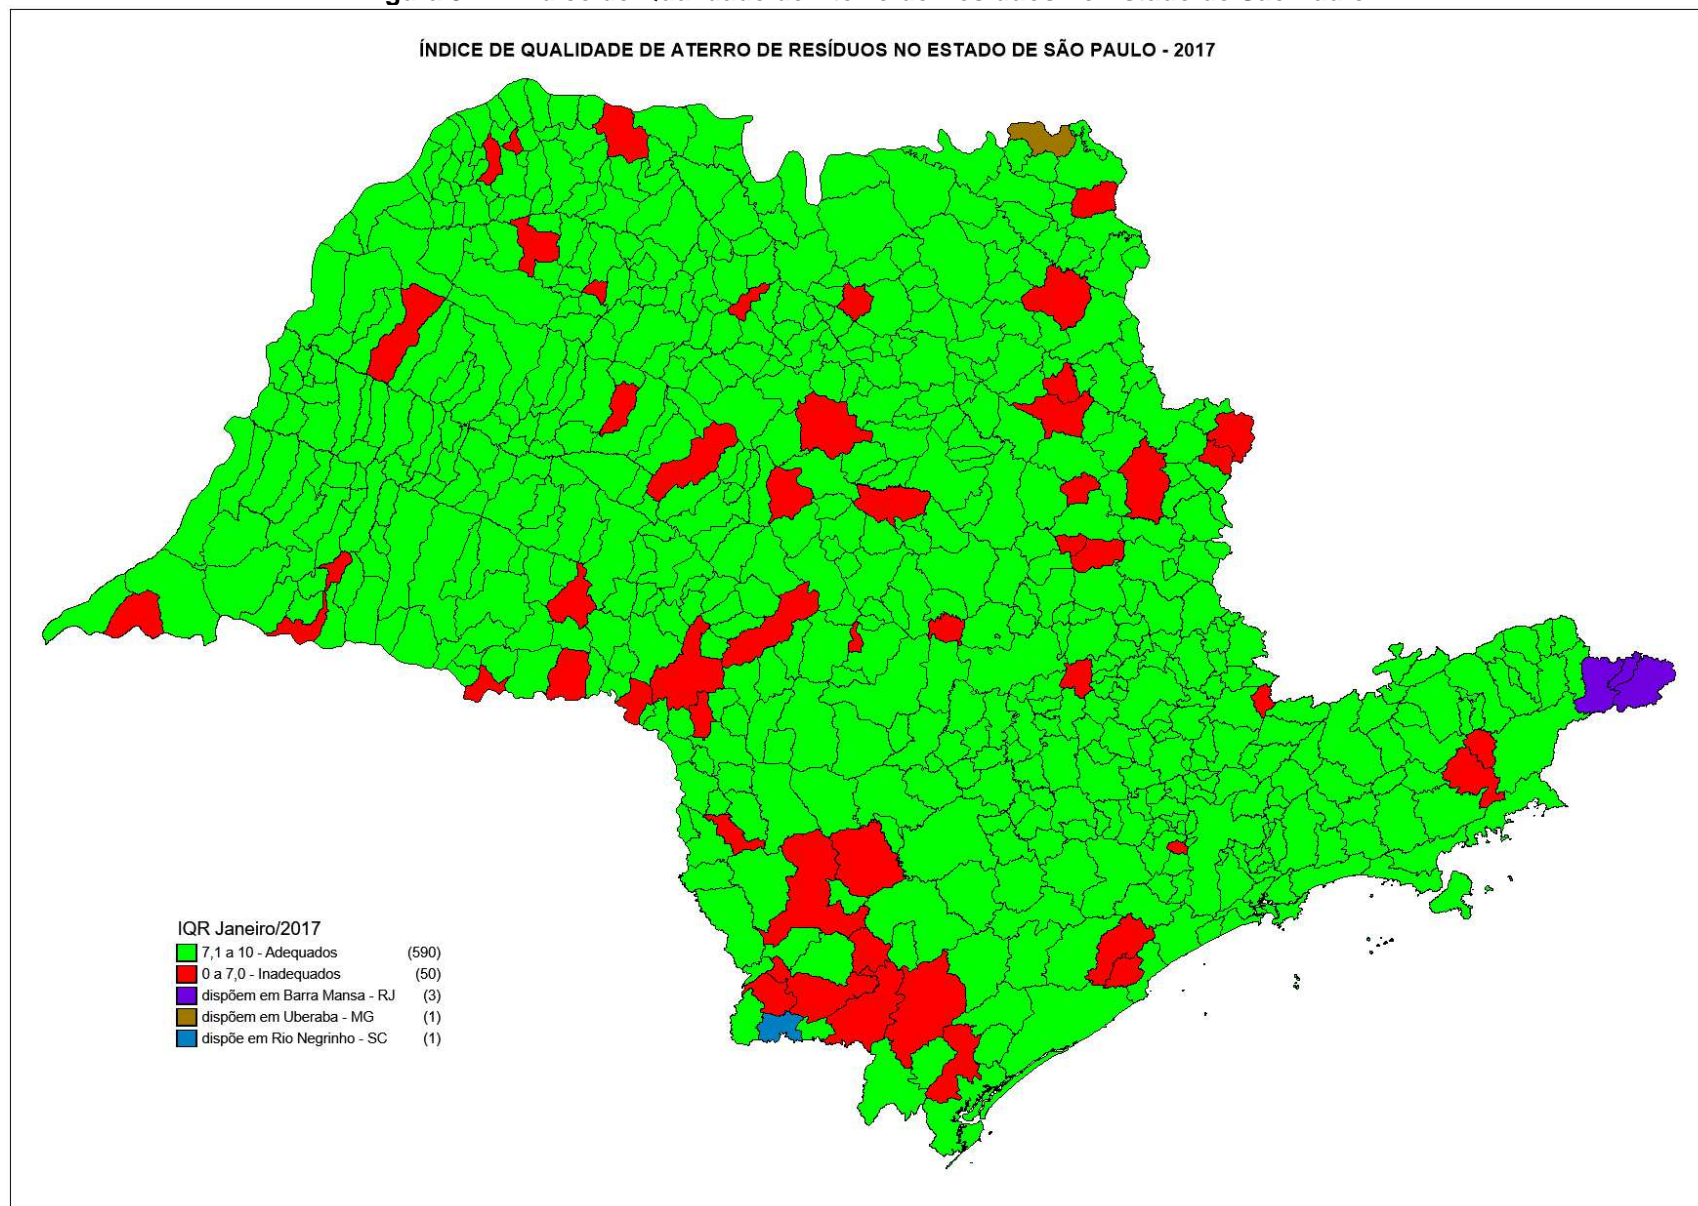 ÍNDICE DE QUALIDADE DE ATERRO DE RESÍDUOS NO ESTADO DE SÃO PAULO - 2017
IQR Janeiro/2017
7,1 a 10 - Adequados (590)
0 a 7,0 - Inadequados (50)
dispõem em Barra Mansa - RJ (3)
dispõem em Uberaba - MG (1)
dispõe em Rio Negrinho - SC (1)